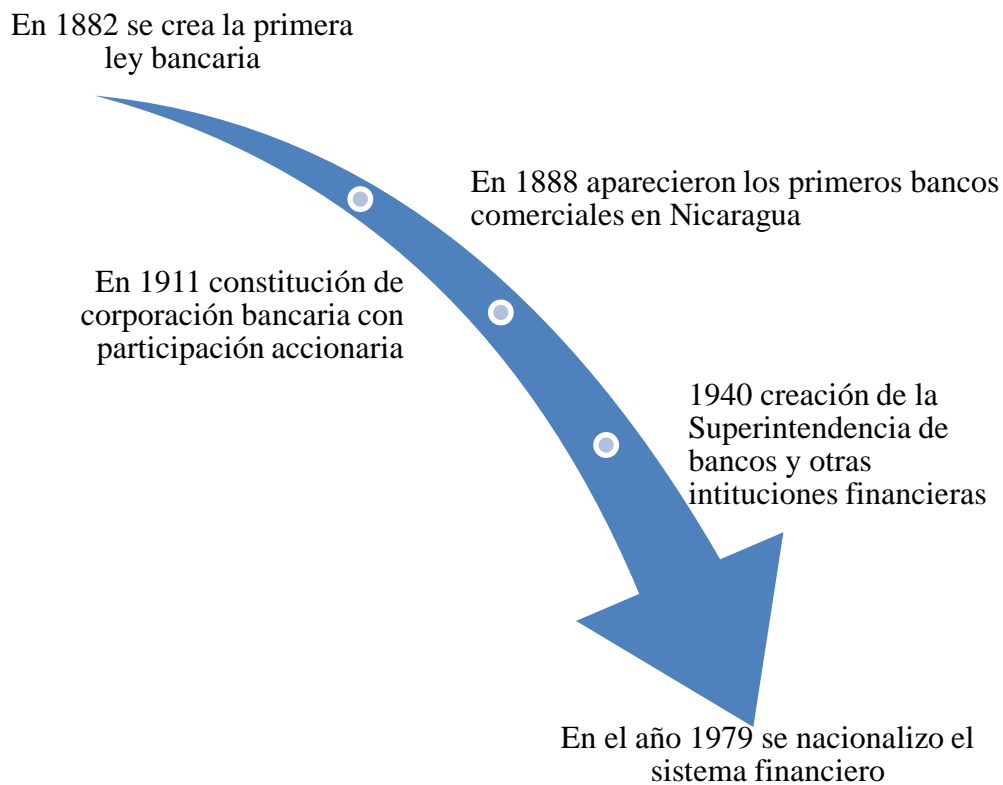 En 1882 se crea la primera
ley bancaria
En 1888 aparecieron los primeros bancos
comerciales en Nicaragua
En 1911 constitución de
corporación bancaria con
participación accionaria
1940 creación de la
Superintendencia de
bancos y otras
intituciones financieras
En el año 1979 se nacionalizo el
sistema financiero